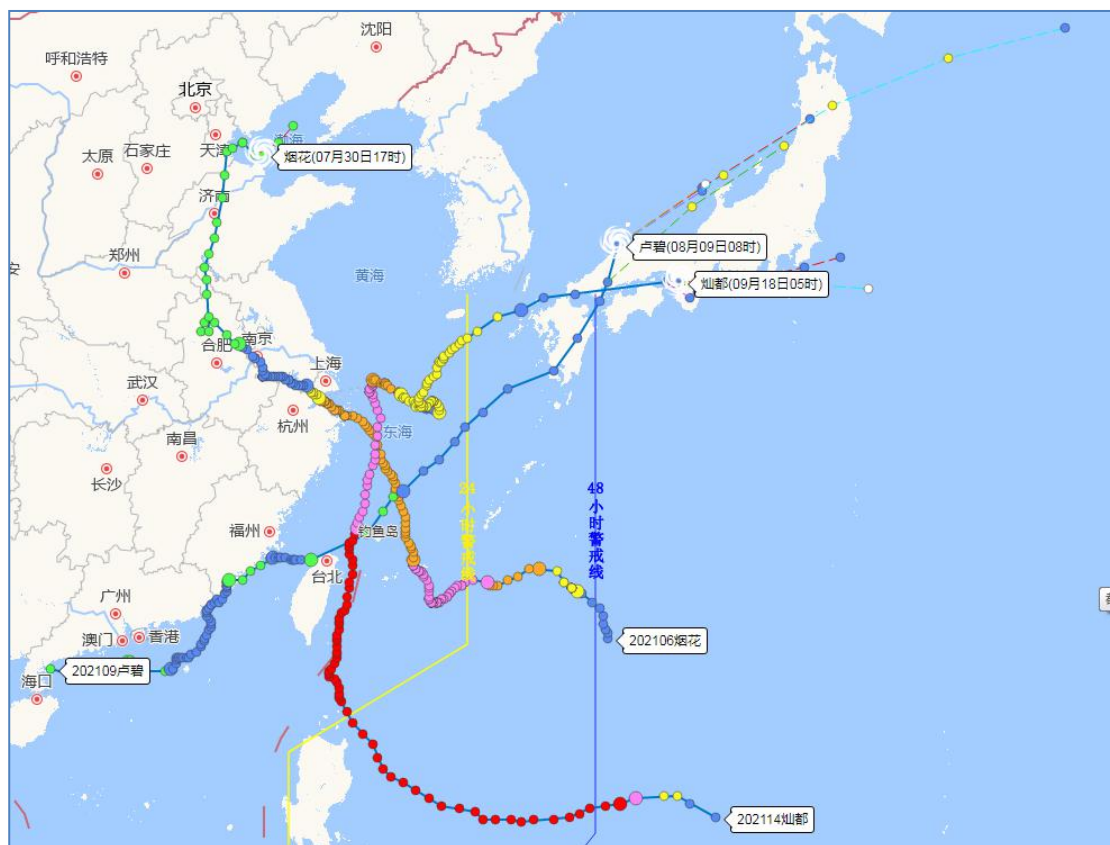 沈阳
呼和浩特
北京
渤海
天津
烟花(07月30日17时)
太原
石家庄
济南
卢碧(08月09日08时)
郑州
安
黄海
灿都(09月18日05时)
南京
合肥
上海
武汉
杭州
东海
南昌
长沙
24小时警戒线
48小时警戒线
福州
钓鱼岛
台北
广州
澳门
香港
202106烟花
202109卢碧
海口
202114灿都